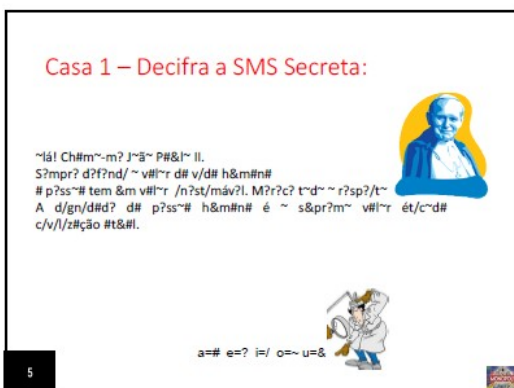 Casa 1 – Decifra a SMS Secreta:
~lá! Ch#m~-m? J~ã~ P#&l~ II.
S?mpr? d?f?nd/ ~ v#l~r d# v/d# h&m#n#
# p?ss~# tem &m v#l~r /n?st/máv?l. M?r?c? t~d~ ~ r?sp?/t~
A d/gn/d#d? d# p?ss~# h&m#n# é ~ s&pr?m~ v#l~r ét/c~d#
c/v/l/z#ção #t&#l.
a=# e=? i=/ o=~ u=&
5
MONOPOLY